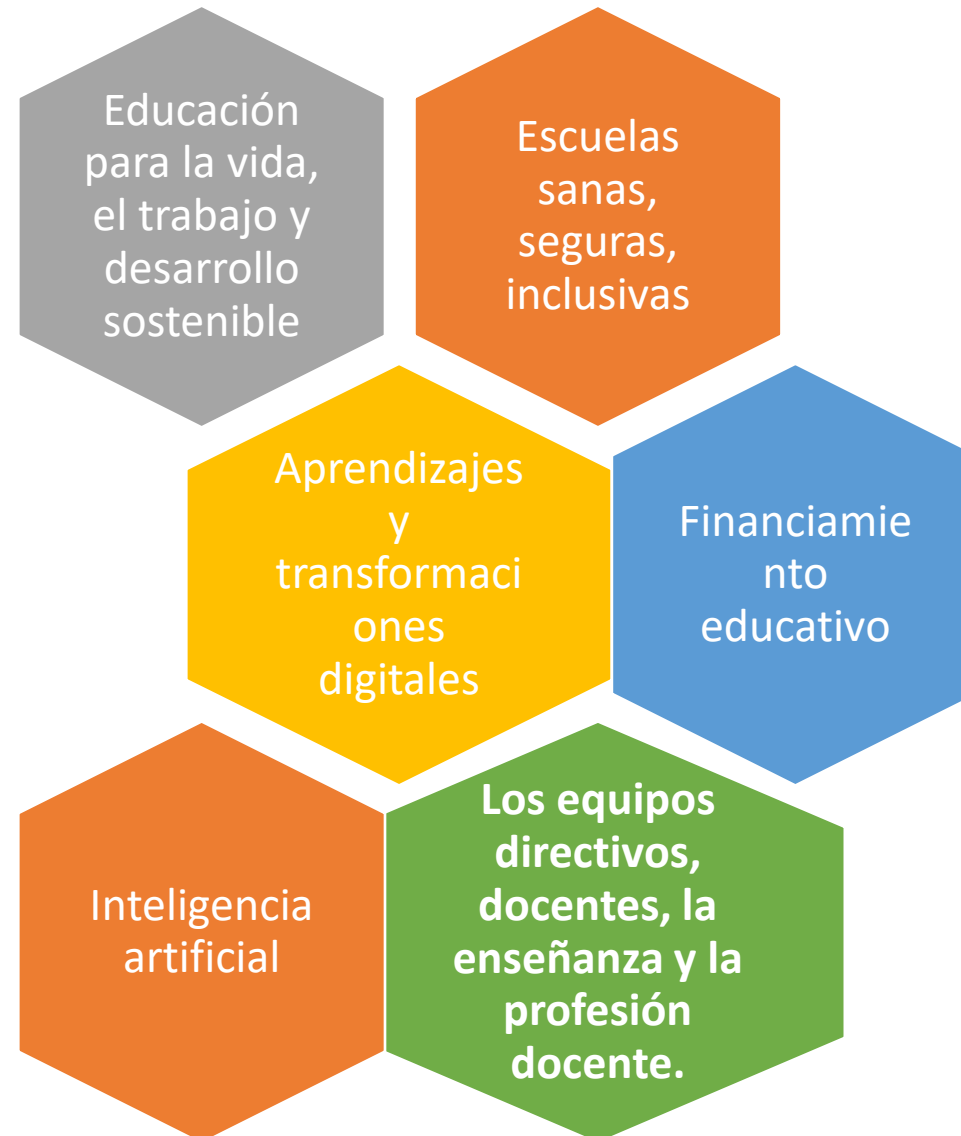 Educación
para la vida,
el trabajo y
desarrollo
sostenible
Escuelas
sanas,
seguras,
inclusivas
Aprendizajes
y
transformaci
ones
digitales
Financiamie
nto
educativo
Inteligencia
artificial
Los equipos
directivos,
docentes, la
enseñanza y la
profesión
docente.